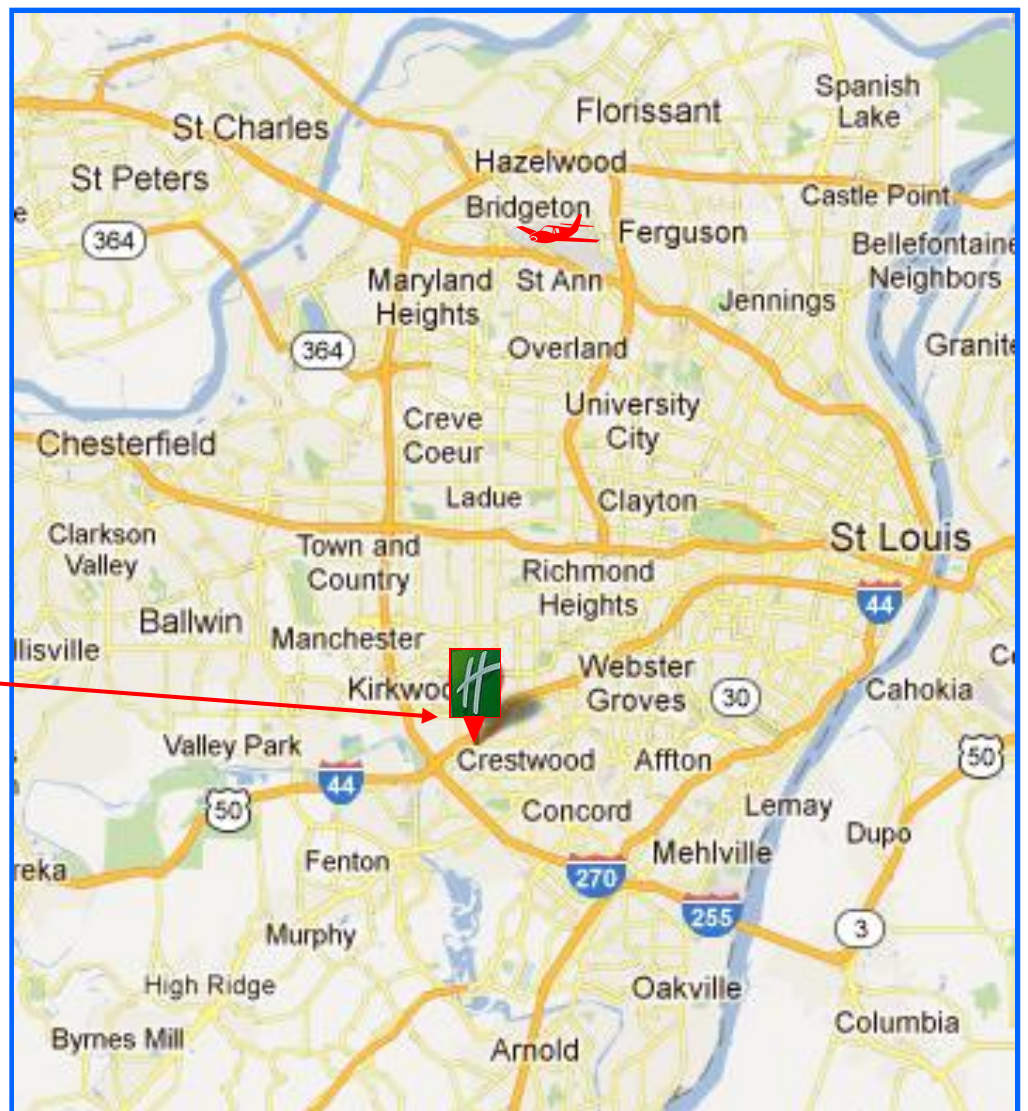 Spanish
Lake
Florissant
St Charles
Hazelwood
St Peters
Castle Point
Bridgeton
e
364
Ferguson
Bellefontaine
Neighbors
Maryland
Heights
St Ann
Jennings
364
Overland
Granite
University
City
Creve
Coeur
Chesterfield
Ladue
Clayton
Clarkson
Valley
Town and
Country
St Louis
Richmond
Heights
44
Ballwin
Manchester
llisville
Webster
Groves
Kirkwoo
H
30
Cahokia
Valley Park
Crestwood
Affton
50
44
50
Concord
Lemay
Dupo
Mehlville
Fenton
reka
270
255
3
Murphy
High Ridge
Oakville
Columbia
Byrnes Mill
Arnold